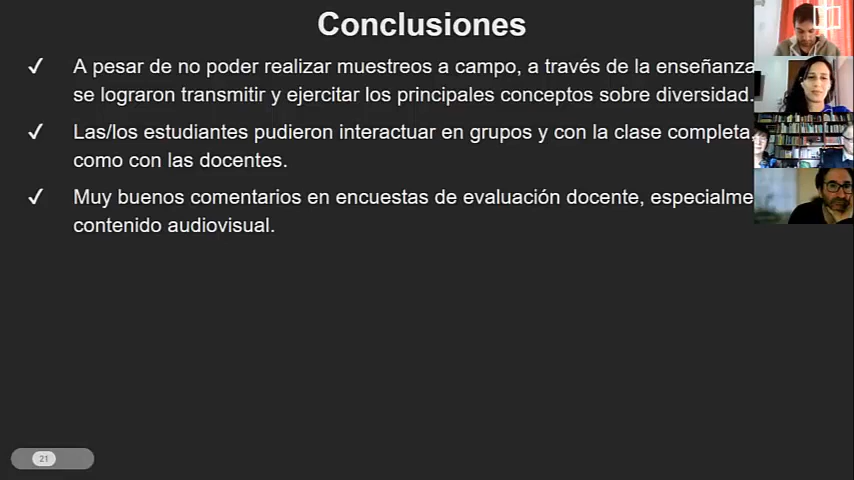 Conclusiones
✓ A pesar de no poder realizar muestreos a campo, a través de la enseñanza
se lograron transmitir y ejercitar los principales conceptos sobre diversidad.
✓ Las/los estudiantes pudieron interactuar en grupos y con la clase completa,
como con las docentes.
✓ Muy buenos comentarios en encuestas de evaluación docente,
contenido audiovisual.
21